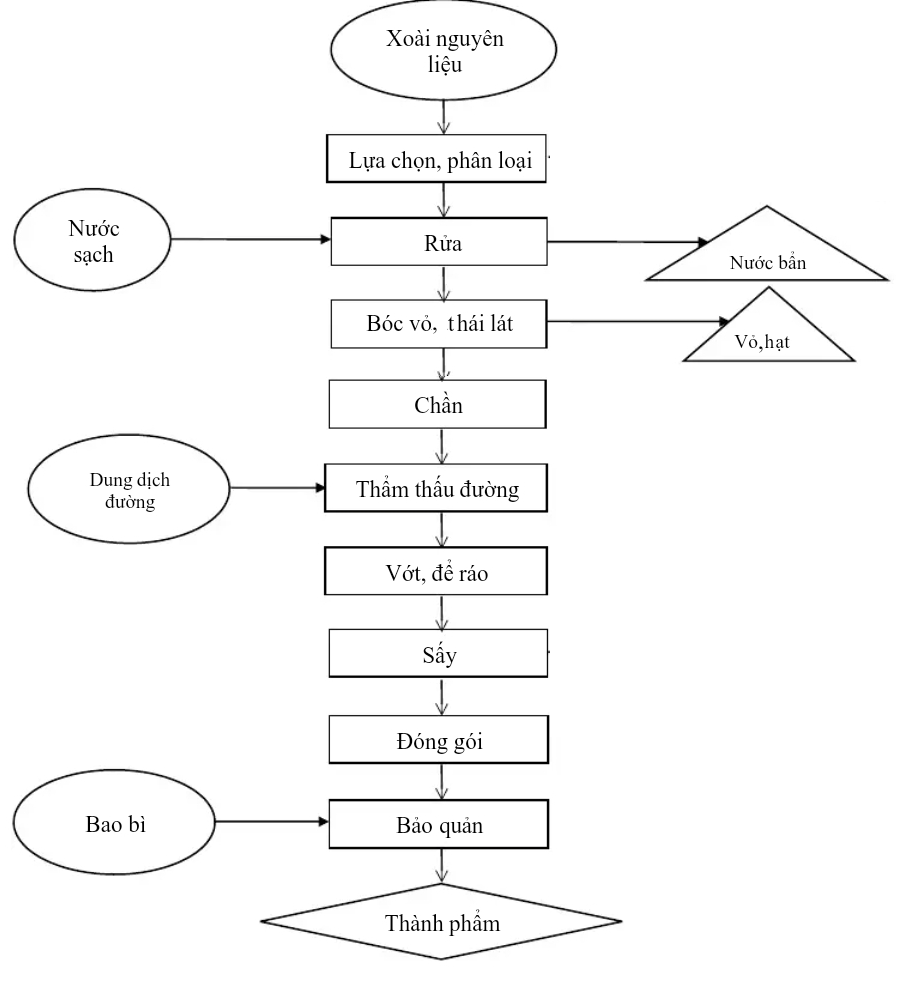 Xoài nguyên
liệu
Lựa chọn, phân loại
Nước
sạch
Rửa
Nước bẩn
Bóc vỏ, thái lát
Vỏ,hạt
Chần
Dung dịch
đường
Thẩm thấu đường
Vớt, để ráo
Sấy
Đóng gói
Bao bì
Bảo quản
Thành phẩm